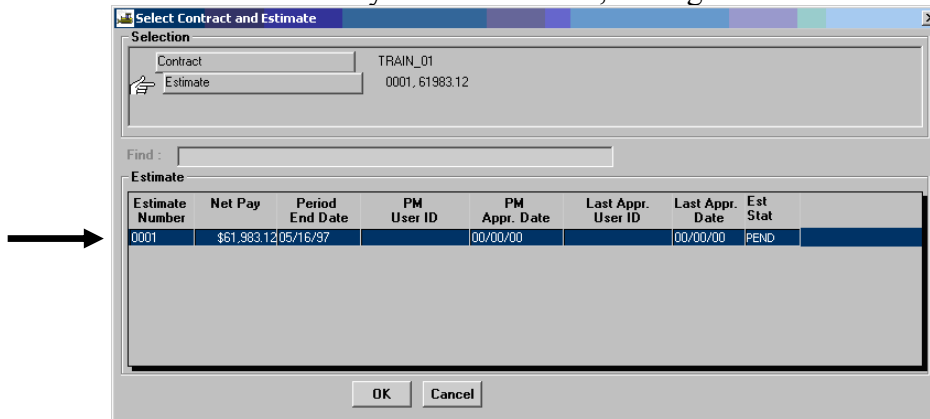 Select Contract and Estimate
Selection
Contract TRAIN_01
Estimate 0001, 61983.12
Find :
Estimate
Estimate Number Net Pay Period End Date PM User ID PM Appr. Date Last Appr. User ID Last Appr. Date Est Stat
0001 $61,983.12 05/16/97 00/00/00 00/00/00 PEND
OK Cancel